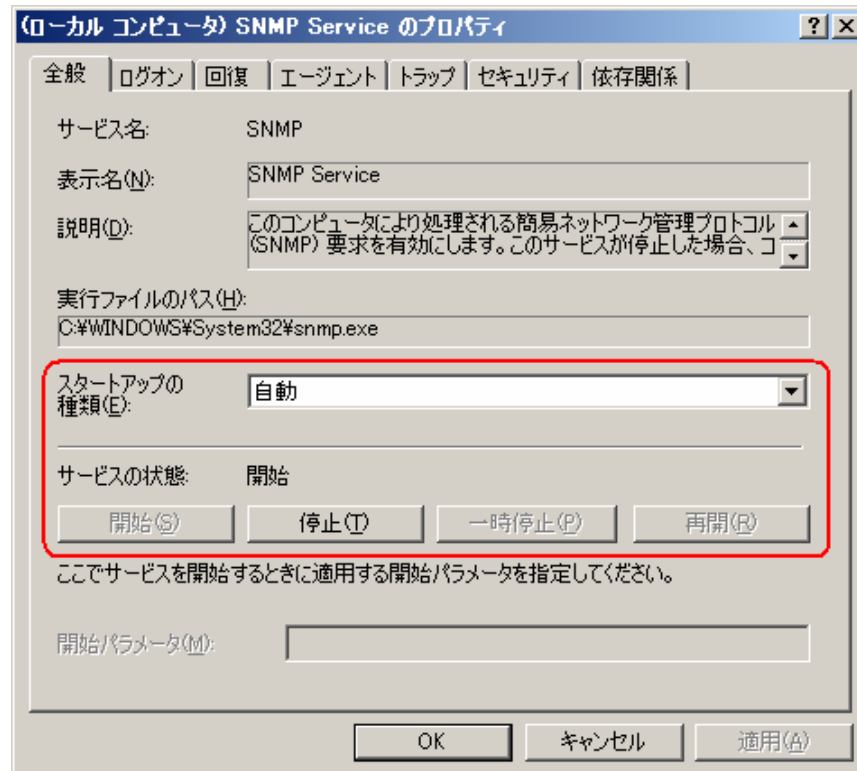 (ローカル コンピュータ) SNMP Service のプロパティ
全般 ログオン 回復 エージェント トラップ セキュリティ 依存関係
サービス名: SNMP
表示名(N): SNMP Service
説明(D): このコンピュータにより処理される簡易ネットワーク管理プロトコル
(SNMP) 要求を有効にします。このサービスが停止した場合、コ
実行ファイルのパス(H):
C:¥WINDOWS¥System32¥snmp.exe
スタートアップの
種類(E): 自動
サービスの状態: 開始
開始(S) 停止(T) 一時停止(P) 再開(R)
ここでサービスを開始するときに適用する開始パラメータを指定してください。
開始パラメータ(M):
OK キャンセル 適用(A)